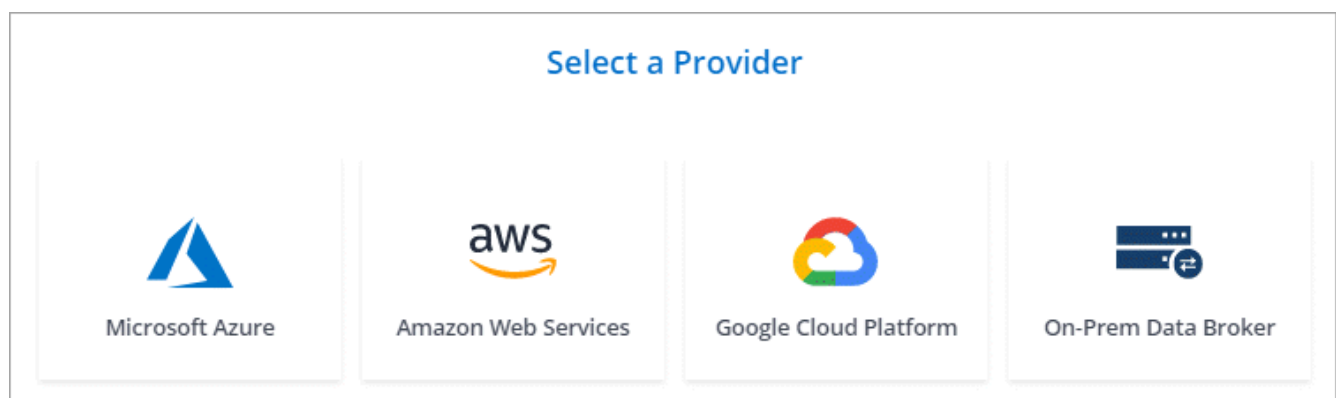 Select a Provider
aws
Microsoft Azure
Amazon Web Services
Google Cloud Platform
On-Prem Data Broker